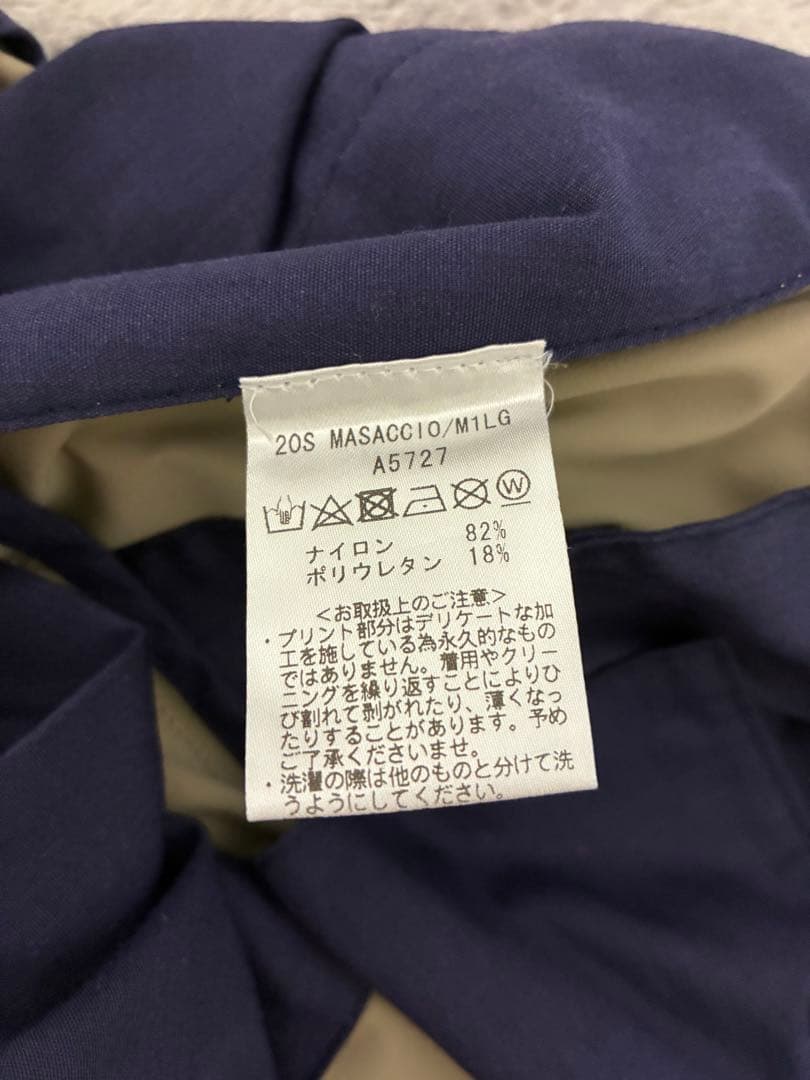 20S MASACCIO/M1LG
A5727
W
ナイロン 82%
ポリウレタン 18%
<お取扱上のご注意>
・プリント部分はデリケートな加
工を施している為永久的なもの
ではありません。着用やクリー
ニングを繰り返すことによりひ
び割れて剥がれたり、薄くなっ
たりすることがあります。予め
ご了承くださいませ。
・洗濯の際は他のものと分けて洗
うようにしてください。